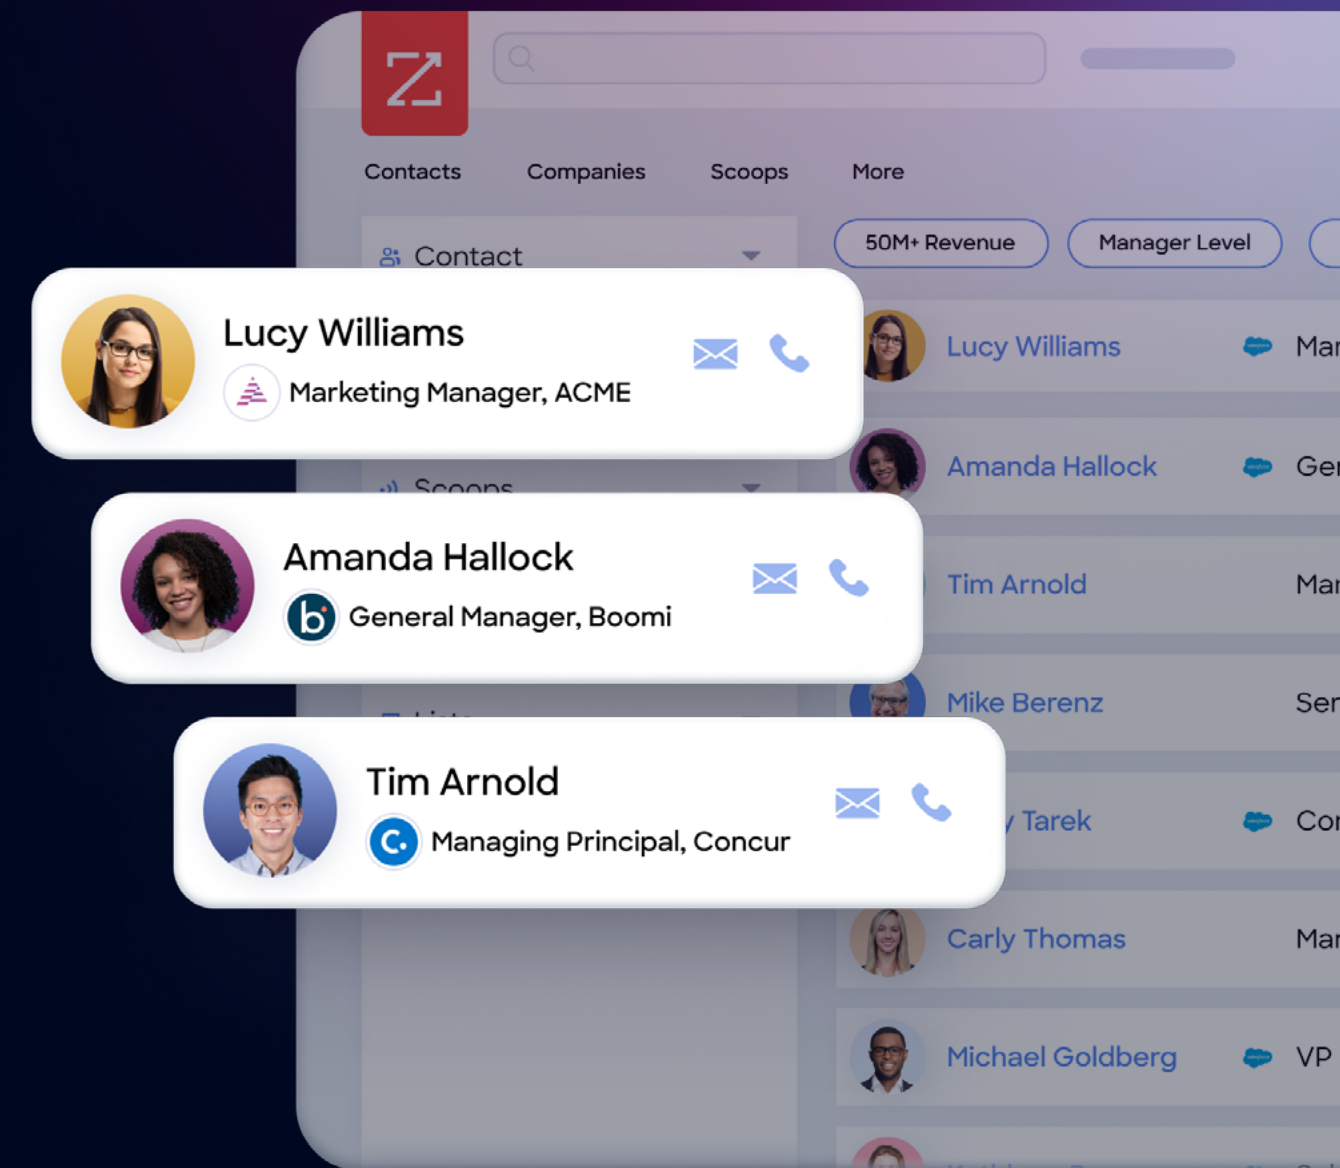 Contacts Companies Scoops More
Contact
50M+ Revenue Manager Level
Lucy Williams
Marketing Manager, ACME
Lucy Williams
Scoops
Amanda Hallock
Amanda Hallock
General Manager, Boomi
Tim Arnold
Mike Berenz
Lists
Tim Arnold
Managing Principal, Concur
Tarek
Carly Thomas
Michael Goldberg VP